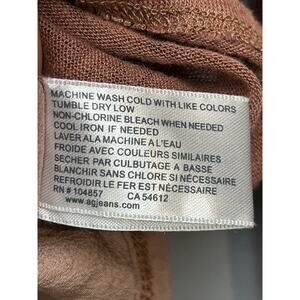 MACHINE WASH COLD WITH LIKE COLORS
TUMBLE DRY LOW
NON-CHLORINE BLEACH WHEN NEEDED
COOL IRON IF NEEDED
LAVER ALA MACHINE A L'EAU
FROIDE AVEC COULEURS SIMILAIRES
SECHER PAR CULBUTAGE A BASSE
BLANCHIR SANS CHLORE SI NÉCESSAIRE
REFROIDIR LE FER EST NÉCESSAIRE
RN # 104857 CA 54612
www.agjeans.com